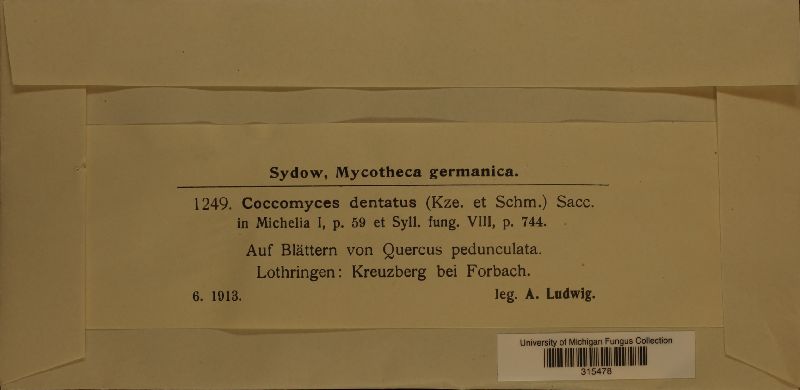 Sydow, Mycotheca germanica.
1249. Coccomyces dentatus (Kze. et Schm.) Sacc.
in Michelia I, p. 59 et Syll. fung. VIII, p. 744.
Auf Blättern von Quercus pedunculata.
Lothringen: Kreuzberg bei Forbach.
6. 1913. leg. A. Ludwig.
University of Michigan Fungus Collection
315478